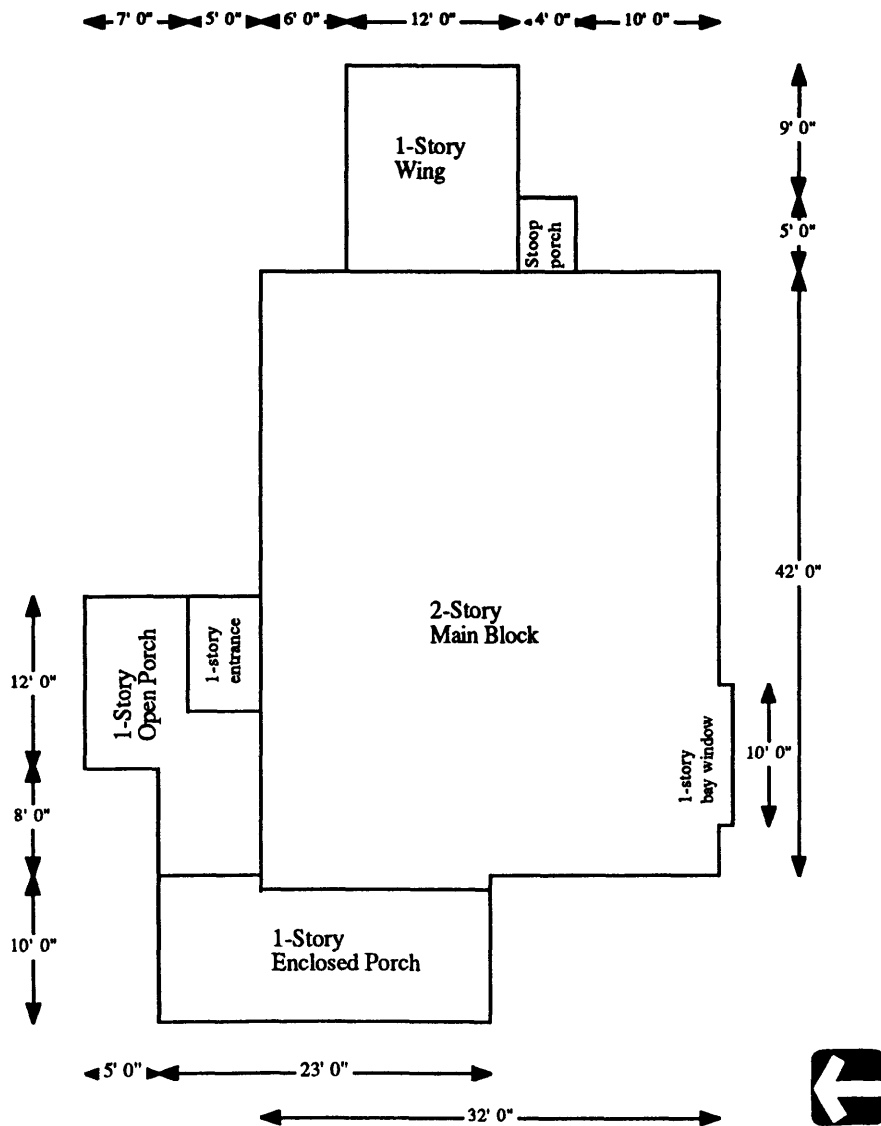 7' 0" 5' 0" 6' 0" 12' 0" 4' 0" 10' 0"
1-Story
Wing
9' 0"
Stoop
porch
5' 0"
42' 0"
2-Story
Main Block
1-story
entrance
1-Story
Open Porch
12' 0"
1-story
bay window
10' 0"
8' 0"
1-Story
Enclosed Porch
10' 0"
5' 0" 23' 0"
32' 0"